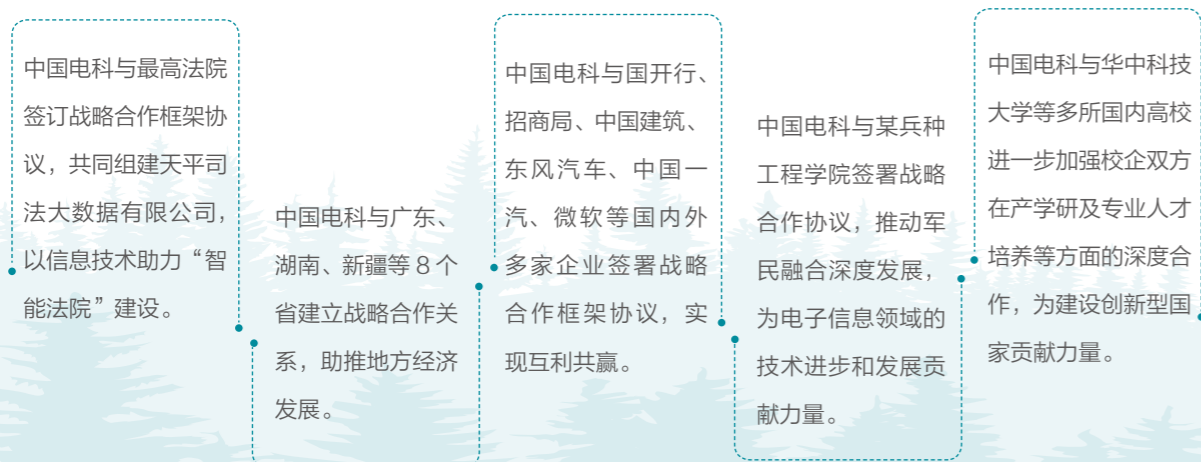 中国电科与最高法院
签订战略合作框架协
议，共同组建天平司
法大数据有限公司，
以信息技术助力“智
能法院”建设。
中国电科与广东、
湖南、新疆等 8 个
省建立战略合作关
系，助推地方经济
发展。
中国电科与国开行、
招商局、中国建筑、
东风汽车、中国一
汽、微软等国内外
多家企业签署战略
合作框架协议，实
现互利共赢。
中国电科与某兵种
工程学院签署战略
合作协议，推动军
民融合深度发展，
为电子信息领域的
技术进步和发展贡
献力量。
中国电科与华中科技
大学等多所国内高校
进一步加强校企双方
在产学研及专业人才
培养等方面的深度合
作，为建设创新型国
家贡献力量。